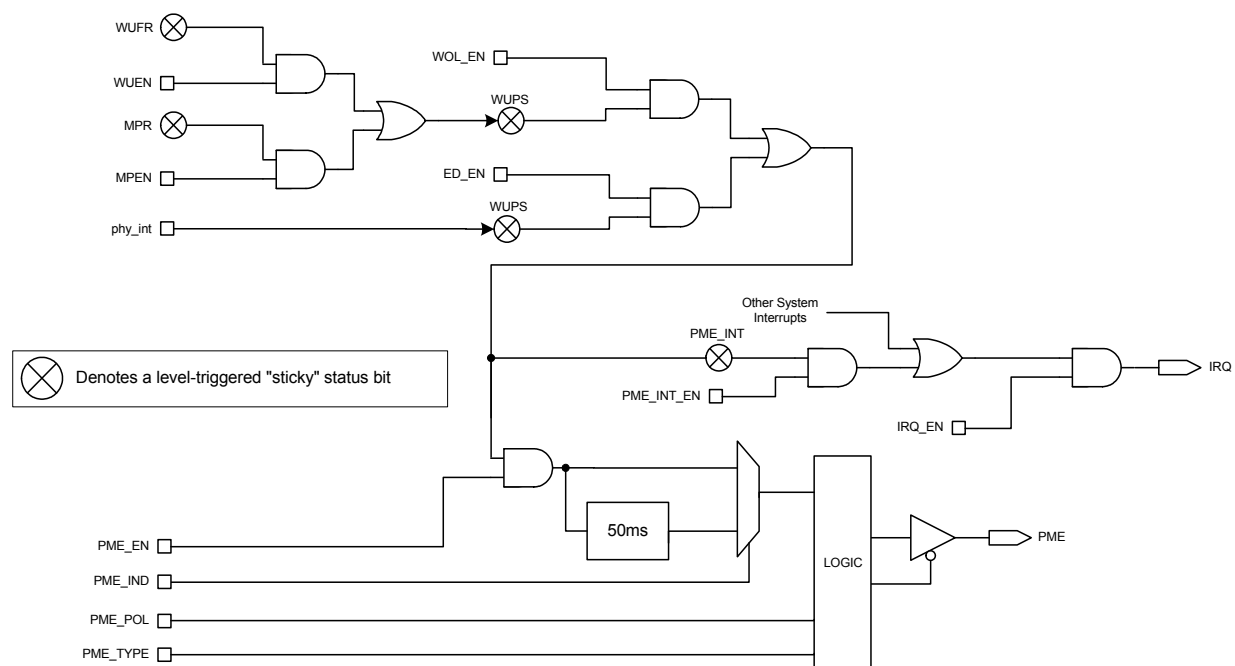 WUFR
WUEN
MPR
MPEN
phy_int
WOL_EN
WUPS
ED_EN
WUPS
Other System
Interrupts
PME_INT
PME_INT_EN
IRQ
IRQ_EN
Denotes a level-triggered "sticky" status bit
50ms
LOGIC
PME
PME_EN
PME_IND
PME_POL
PME_TYPE